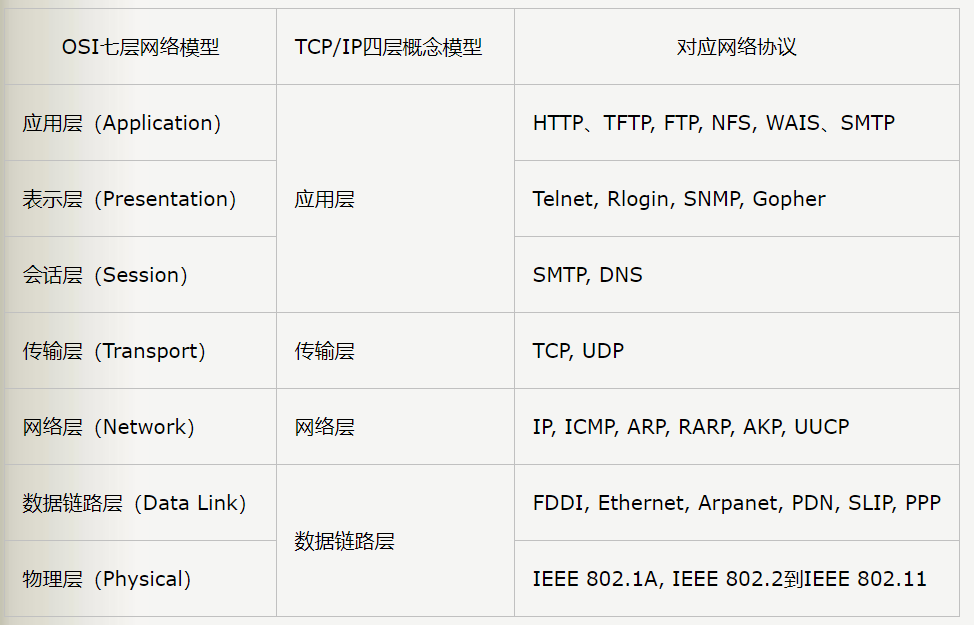 OSI七层网络模型 TCP/IP四层概念模型 对应网络协议
应用层（Application） HTTP、TFTP, FTP, NFS, WAIS、SMTP
表示层（Presentation） 应用层 Telnet, Rlogin, SNMP, Gopher
会话层（Session） SMTP, DNS
传输层（Transport） 传输层 TCP, UDP
网络层（Network） 网络层 IP, ICMP, ARP, RARP, AKP, UUCP
数据链路层（Data Link） FDDI, Ethernet, Arpanet, PDN, SLIP, PPP
数据链路层
物理层（Physical） IEEE 802.1A, IEEE 802.2到IEEE 802.11